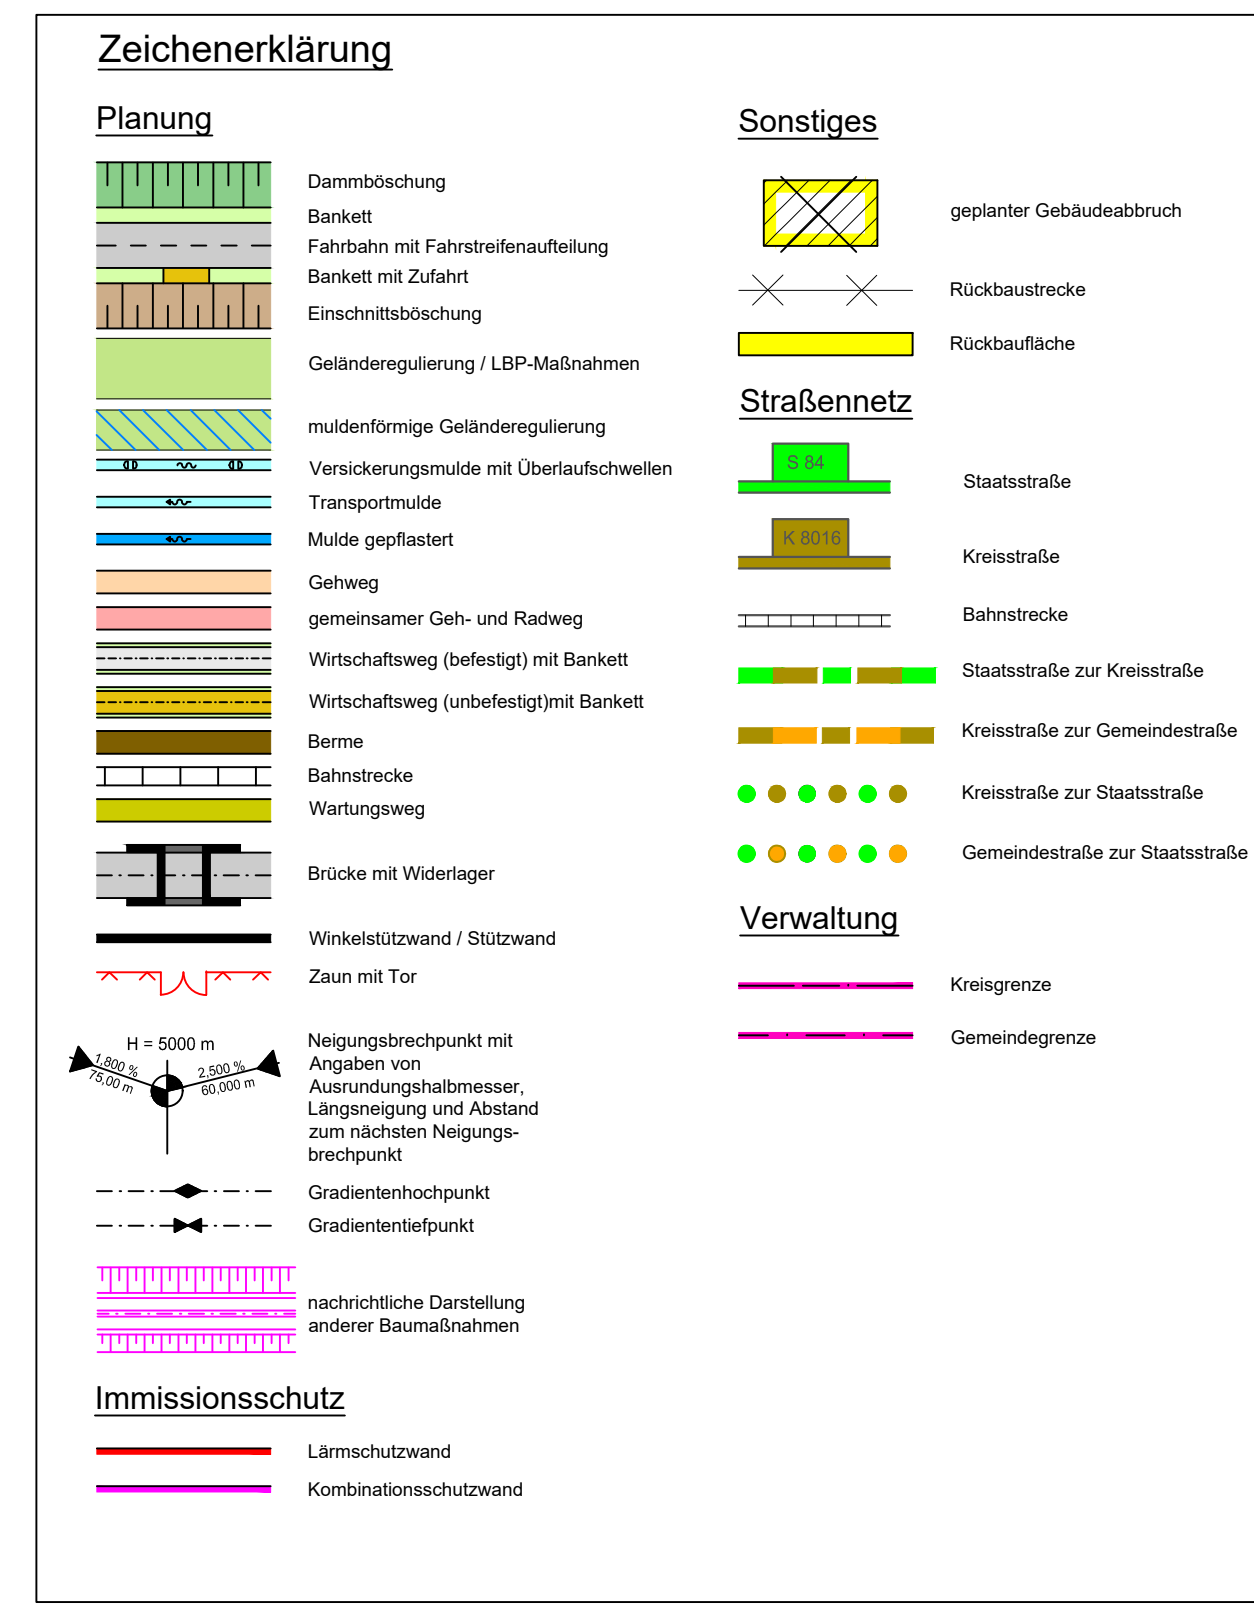 Zeichenerklärung
Planung
Dammböschung
Bankett
Fahrbahn mit Fahrstreifenaufteilung
Bankett mit Zufahrt
Einschnittsböschung
Geländeregulierung / LBP-Maßnahmen
muldenförmige Geländeregulierung
Versickerungsmulde mit Überlaufschwellen
Transportmulde
Mulde gepflastert
Gehweg
gemeinsamer Geh- und Radweg
Wirtschaftsweg (befestigt) mit Bankett
Wirtschaftsweg (unbefestigt)mit Bankett
Berme
Bahnstrecke
Wartungsweg
Brücke mit Widerlager
Winkelstützwand / Stützwand
Zaun mit Tor
H = 5000 m
1,800 %
75,00 m
2,500 %
60,000 m
Neigungsbrechpunkt mit
Angaben von
Ausrundungshalbmesser,
Längsneigung und Abstand
zum nächsten Neigungs-
brechpunkt
Gradientenhochpunkt
Gradiententiefpunkt
nachrichtliche Darstellung
anderer Baumaßnahmen
Immissionsschutz
Lärmschutzwand
Kombinationsschutzwand
Sonstiges
geplanter Gebäudeabbruch
Rückbaustrecke
Rückbaufläche
Straßennetz
S 84
Staatsstraße
K 8016
Kreisstraße
Bahnstrecke
Staatsstraße zur Kreisstraße
Kreisstraße zur Gemeindestraße
Kreisstraße zur Staatsstraße
Gemeindestraße zur Staatsstraße
Verwaltung
Kreisgrenze
Gemeindegrenze